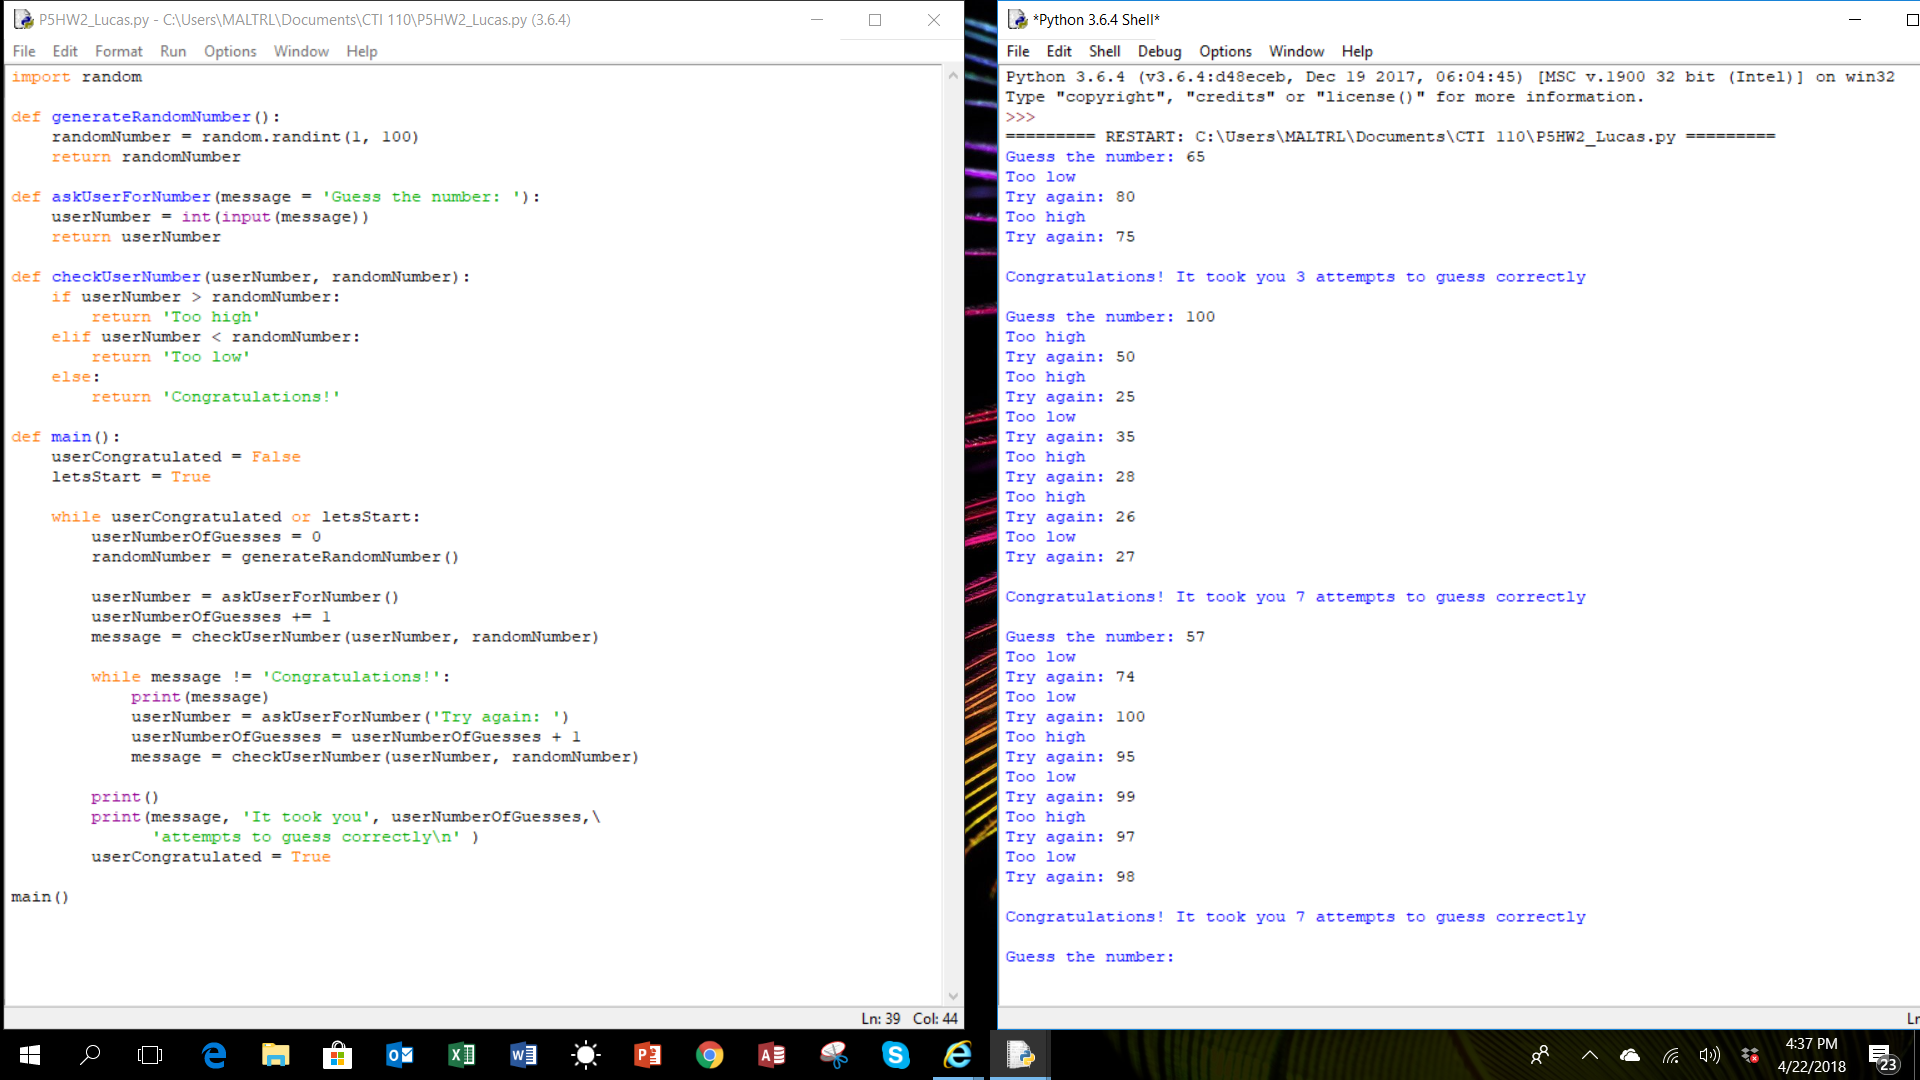 P5HW2_Lucas.py - C:\Users\MALTRL\Documents\CTI 110\P5HW2_Lucas.py (3.6.4)
File Edit Format Run Options Window Help
import random

def generateRandomNumber():
    randomNumber = random.randint(1, 100)
    return randomNumber

def askUserForNumber(message = 'Guess the number: '):
    userNumber = int(input(message))
    return userNumber

def checkUserNumber(userNumber, randomNumber):
    if userNumber > randomNumber:
        return 'Too high'
    elif userNumber < randomNumber:
        return 'Too low'
    else:
        return 'Congratulations!'

def main():
    userCongratulated = False
    letsStart = True

    while userCongratulated or letsStart:
        userNumberOfGuesses = 0
        randomNumber = generateRandomNumber()

        userNumber = askUserForNumber()
        userNumberOfGuesses += 1
        message = checkUserNumber(userNumber, randomNumber)

        while message != 'Congratulations!':
            print(message)
            userNumber = askUserForNumber('Try again: ')
            userNumberOfGuesses = userNumberOfGuesses + 1
            message = checkUserNumber(userNumber, randomNumber)

        print()
        print(message, 'It took you', userNumberOfGuesses,\
              'attempts to guess correctly\n' )
        userCongratulated = True

main()
Ln: 39 Col: 44
*Python 3.6.4 Shell*
File Edit Shell Debug Options Window Help
Python 3.6.4 (v3.6.4:d48eceb, Dec 19 2017, 06:04:45) [MSC v.1900 32 bit (Intel)] on win32
Type "copyright", "credits" or "license()" for more information.
>>>
========= RESTART: C:\Users\MALTRL\Documents\CTI 110\P5HW2_Lucas.py =========
Guess the number: 65
Too low
Try again: 80
Too high
Try again: 75

Congratulations! It took you 3 attempts to guess correctly

Guess the number: 100
Too high
Try again: 50
Too high
Try again: 25
Too low
Try again: 35
Too high
Try again: 28
Too high
Try again: 26
Too low
Try again: 27

Congratulations! It took you 7 attempts to guess correctly

Guess the number: 57
Too low
Try again: 74
Too low
Try again: 100
Too high
Try again: 95
Too low
Try again: 99
Too high
Try again: 97
Too low
Try again: 98

Congratulations! It took you 7 attempts to guess correctly

Guess the number:
Ln
4:37 PM
4/22/2018
23